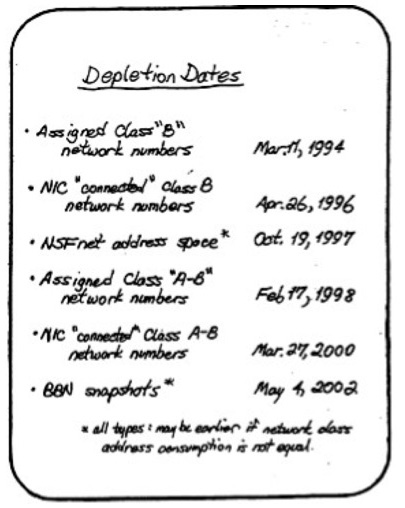 Depletion Dates
• Assigned Class "B"
network numbers Mar.11, 1994
• NIC "connected" Class B
network numbers Apr.26, 1996
• NSFnet address space* Oct. 19, 1997
• Assigned Class "A-B"
network numbers Feb 17, 1998
• NIC "connected" Class A-B
network numbers Mar. 27, 2000
• BBN snapshots* May 4, 2002
* all types: may be earlier if network class
address consumption is not equal.